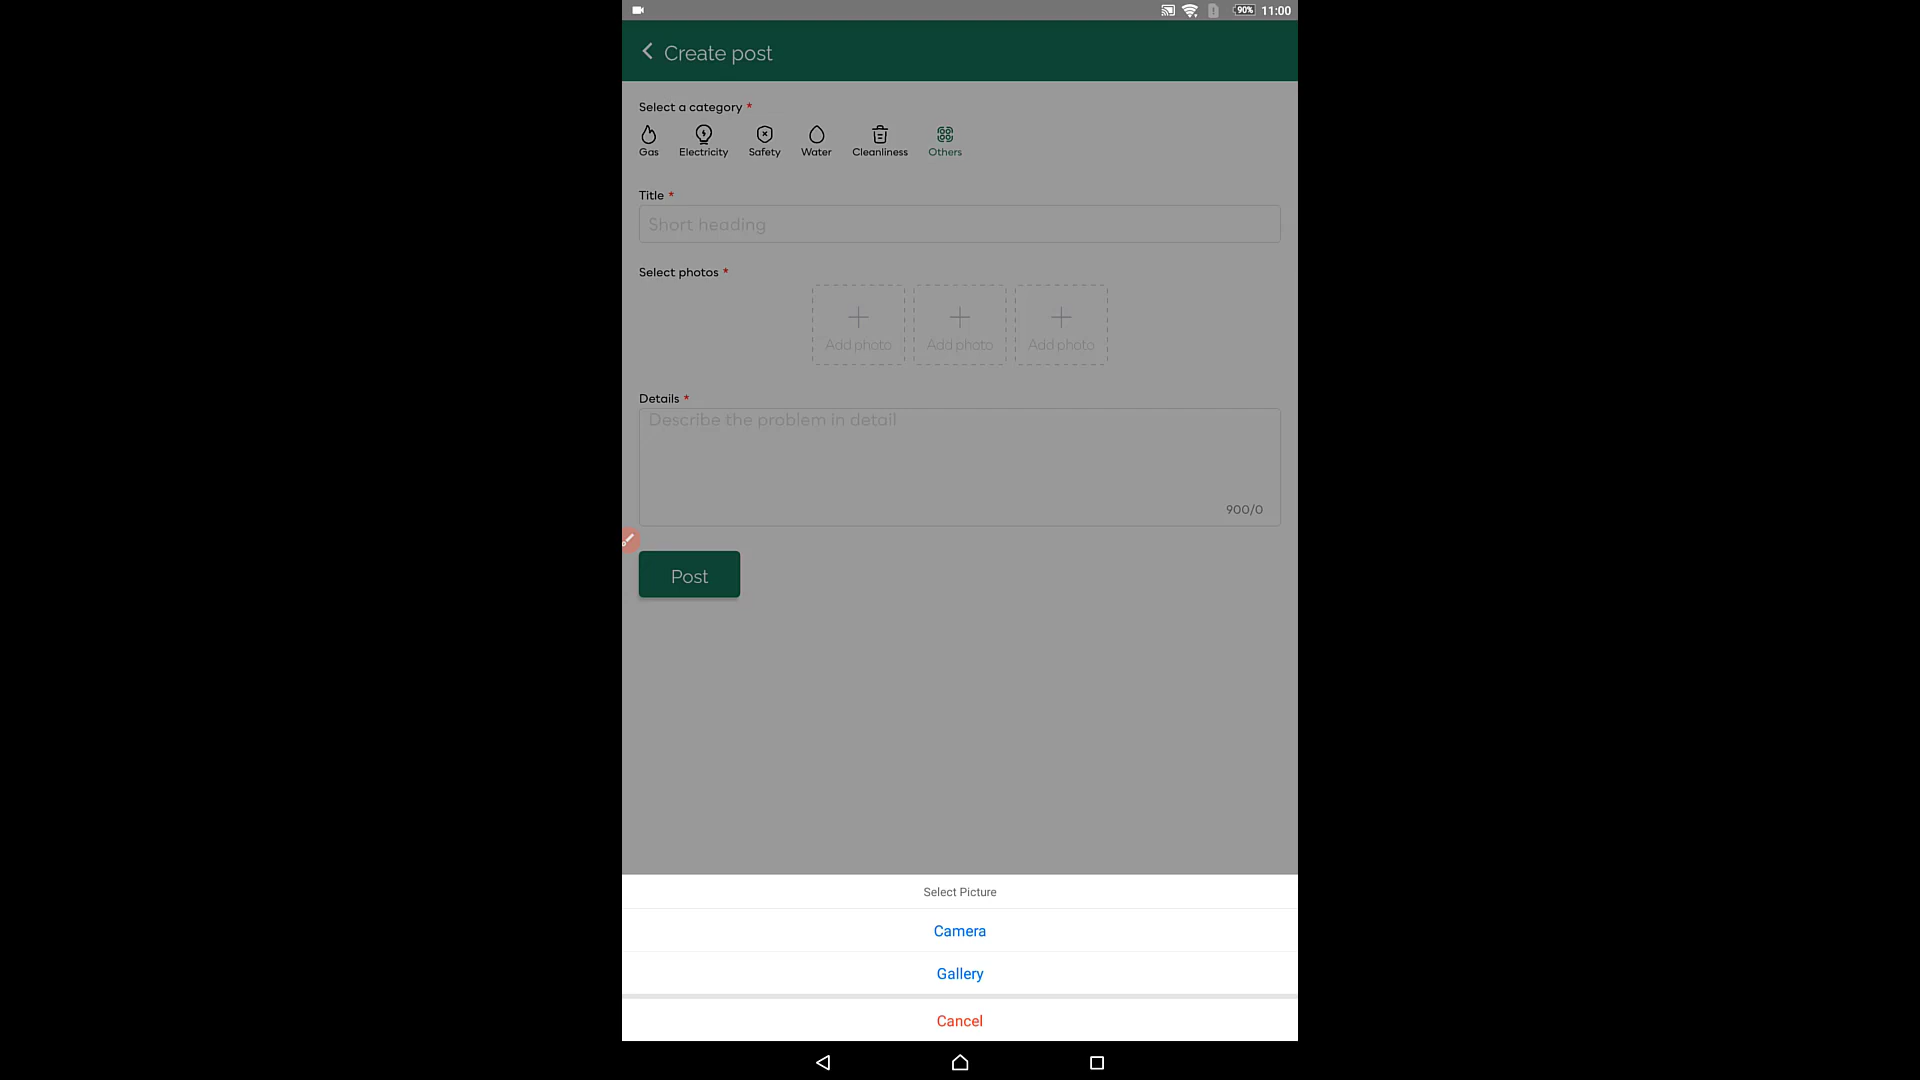 90% 11:00
Create post
Select a category *
Gas Electricity Safety Water Cleanliness Others
Title *
Short heading
Select photos *
Add photo Add photo Add photo
Details *
Describe the problem in detail
900/0
Post
Select Picture
Camera
Gallery
Cancel